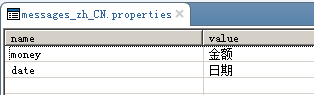 messages_zh_CN.properties
name value
money 金额
date 日期